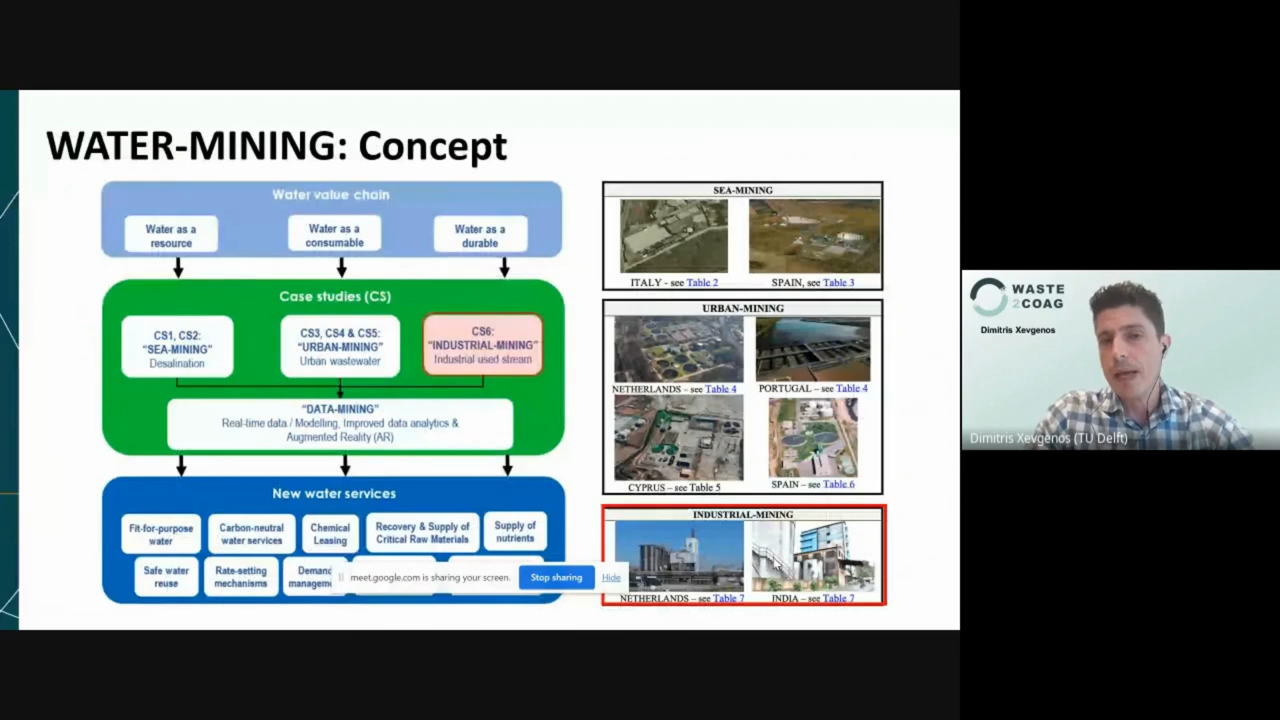 WATER-MINING: Concept
Water value chain
Water as a
resource
Water as a
consumable
Water as a
durable
Case studies (CS)
CS1, CS2:
“SEA-MINING”
Desalination
CS3, CS4 & CS5:
“URBAN-MINING”
Urban wastewater
CS6:
“INDUSTRIAL-MINING”
Industrial used stream
“DATA-MINING”
Real-time data / Modelling, Improved data analytics &
Augmented Reality (AR)
New water services
Fit-for-purpose
water
Carbon-neutral
water services
Chemical
Leasing
Recovery & Supply of
Critical Raw Materials
Supply of
nutrients
Safe water
reuse
Rate-setting
mechanisms
Deman
managem
meet.google.com is sharing your screen.
Stop sharing
Hide
SEA-MINING
ITALY - see Table 2
SPAIN, see Table 3
URBAN-MINING
NETHERLANDS – see Table 4
PORTUGAL – see Table 4
CYPRUS – see Table 5
SPAIN – see Table 6
INDUSTRIAL-MINING
NETHERLANDS – see Table 7
INDIA – see Table 7
WASTE
2COAG
Dimitris Xevgenos
Dimitris Xevgenos (TU Delft)